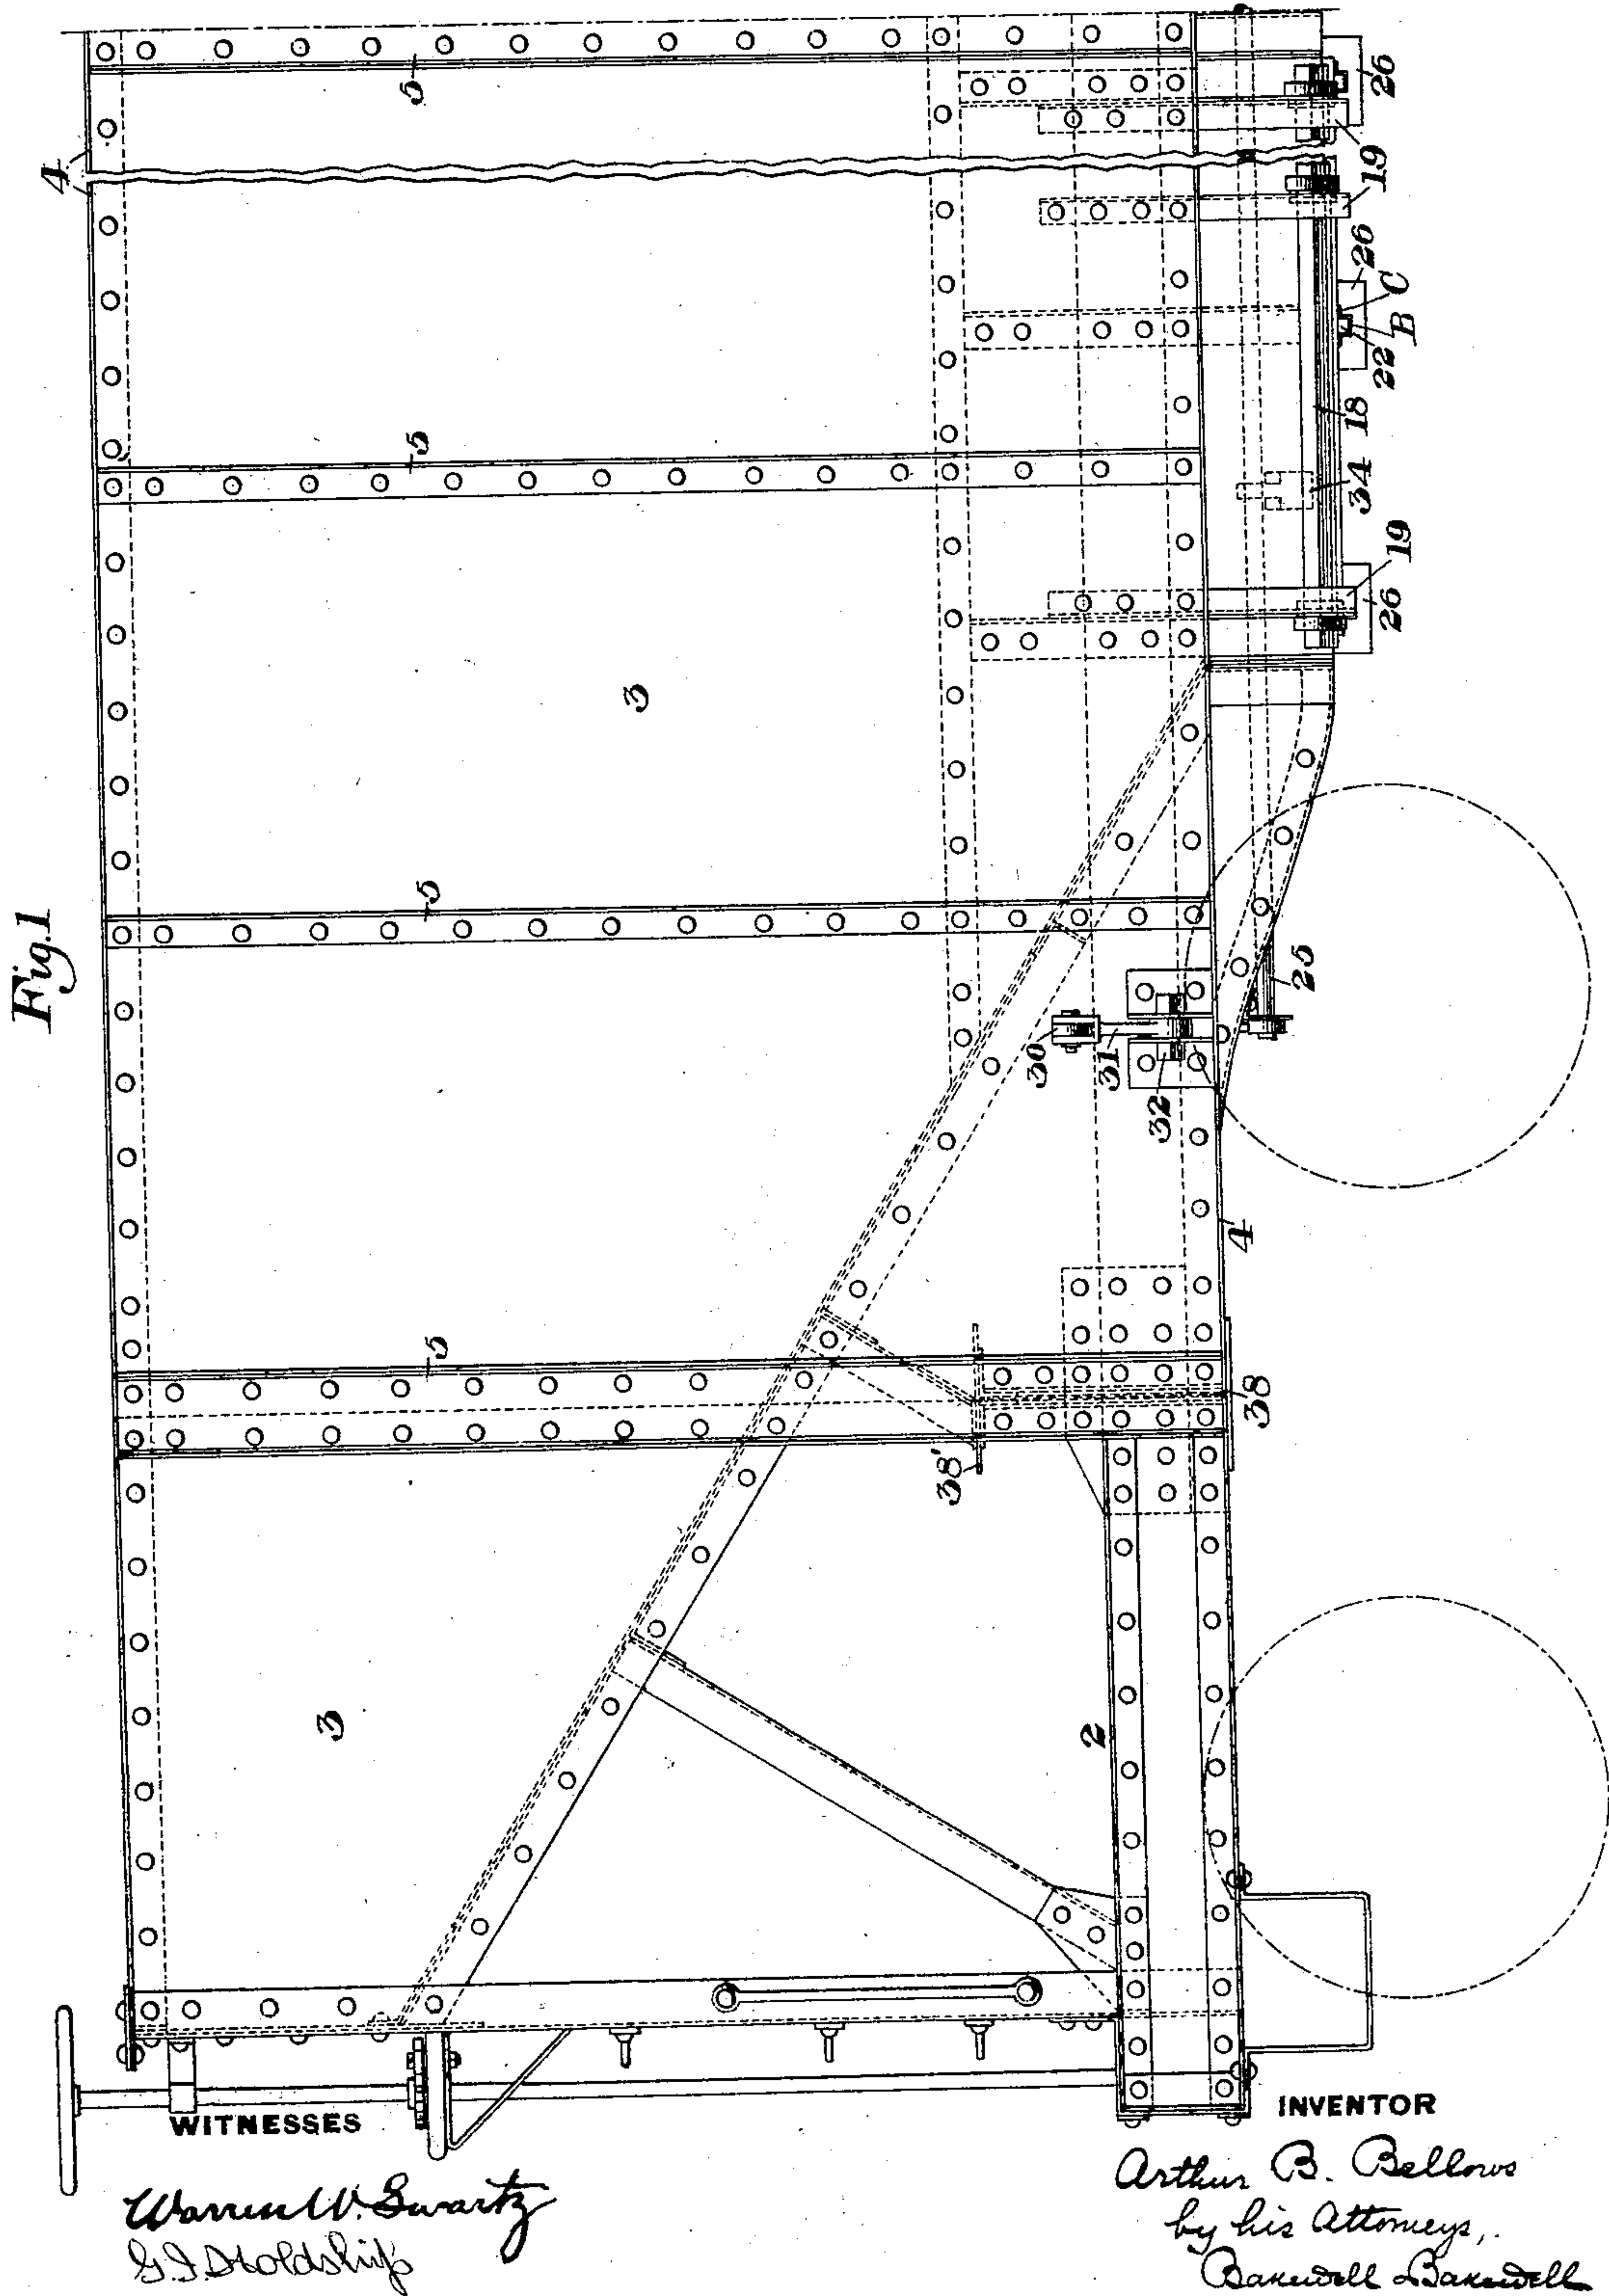 Fig.1
4
5
26
19
19
26
C
B
22
18
34
5
19
26
3
5
25
30
31
32
4
5
38
38'
3
2
WITNESSES
Warren W. Swartz
INVENTOR
Arthur B. Bellows
by his Attorneys,
Bakewell & Bakewell